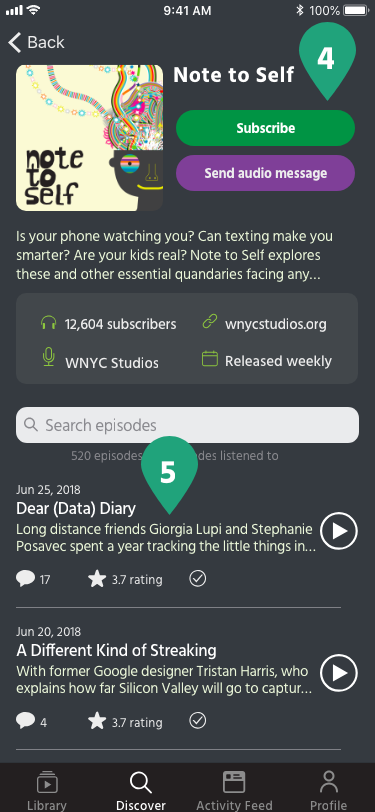 9:41 AM 100%
Back
4
Note to Self
note
to
self
Subscribe
Send audio message
Is your phone watching you? Can texting make you
smarter? Are your kids real? Note to Self explores
these and other essential quandaries facing any...
12,604 subscribers
wnycstudios.org
WNYC Studios
Released weekly
Search episodes
520 episodes des listened to
5
Jun 25, 2018
Dear (Data) Diary
Long distance friends Giorgia Lupi and Stephanie
Posavec spent a year tracking the little things in...
17 3.7 rating
Jun 20, 2018
A Different Kind of Streaking
With former Google designer Tristan Harris, who
explains how far Silicon Valley will go to captur...
4 3.7 rating
Library Discover Activity Feed Profile